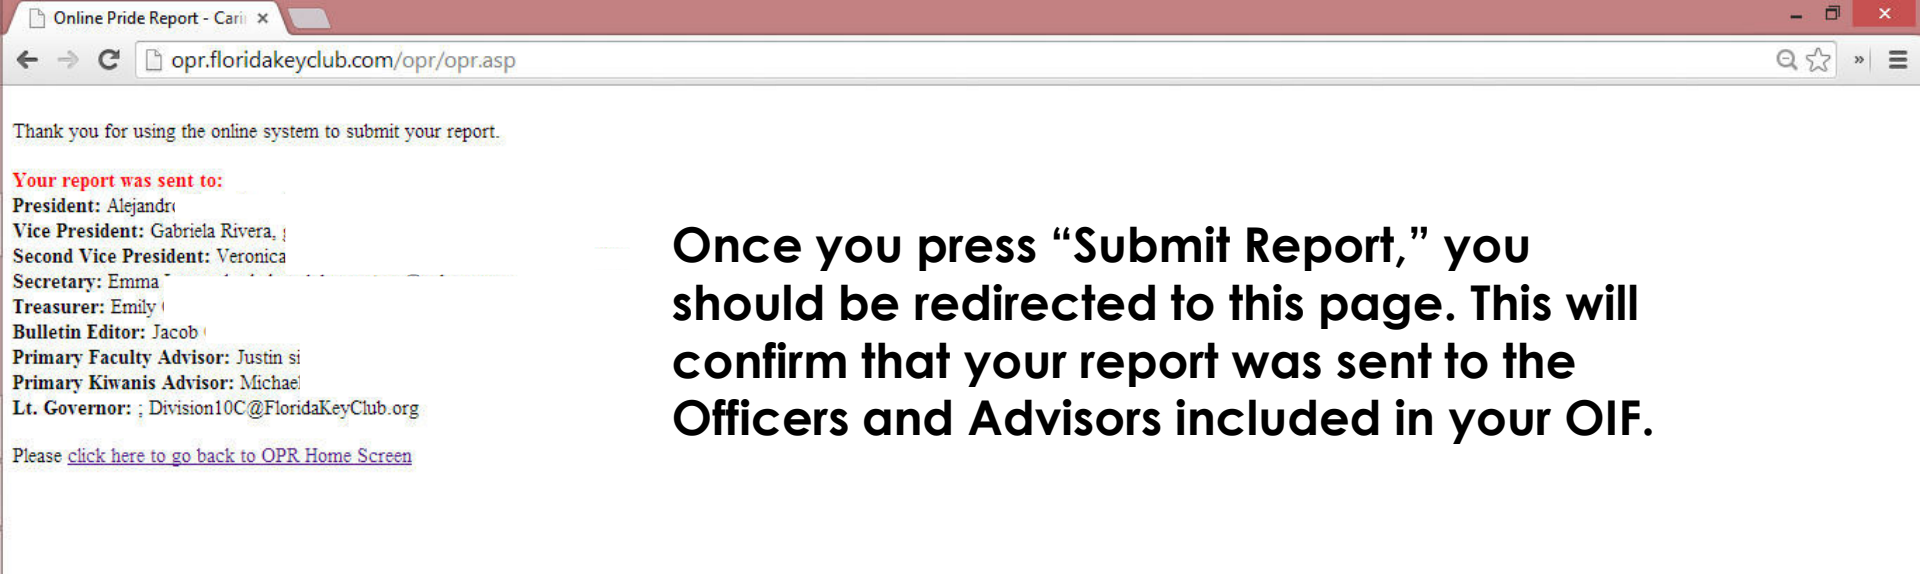 Online Pride Report - Cari
opr.floridakeyclub.com/opr/opr.asp
Thank you for using the online system to submit your report.
Your report was sent to:
President: Alejandro
Vice President: Gabriela Rivera,
Second Vice President: Veronica
Secretary: Emma
Treasurer: Emily
Bulletin Editor: Jacob
Primary Faculty Advisor: Justin si
Primary Kiwanis Advisor: Michael
Lt. Governor: ; Division10C@FloridaKeyClub.org
Please click here to go back to OPR Home Screen
Once you press “Submit Report,” you
should be redirected to this page. This will
confirm that your report was sent to the
Officers and Advisors included in your OIF.